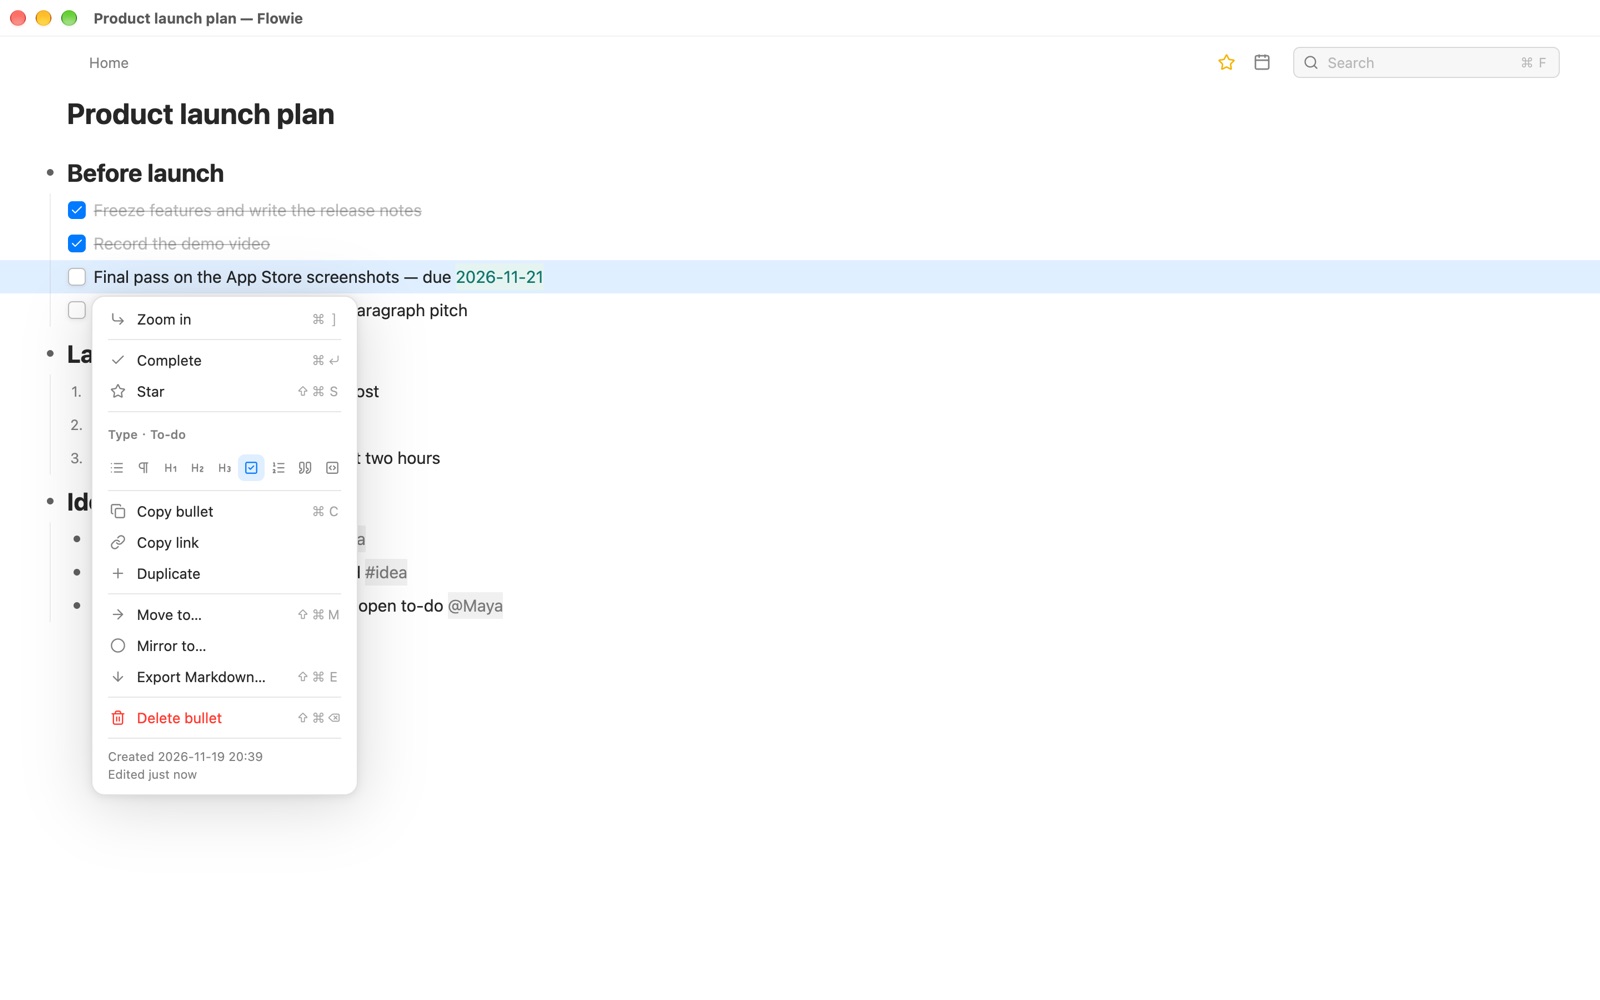 Product launch plan — Flowie
Home
Search ⌘ F
Product launch plan
Before launch
Freeze features and write the release notes
Record the demo video
Final pass on the App Store screenshots — due 2026-11-21
aragraph pitch
Zoom in ⌘ ]
La
Complete ⌘ ↵
1. ost
Star ⇧ ⌘ S
2.
Type · To-do
3. t two hours
H1 H2 H3
Ide
Copy bullet ⌘ C
a
Copy link
#idea
Duplicate
open to-do @Maya
Move to... ⇧ ⌘ M
Mirror to...
Export Markdown... ⇧ ⌘ E
Delete bullet ⇧ ⌘ ⌫
Created 2026-11-19 20:39
Edited just now